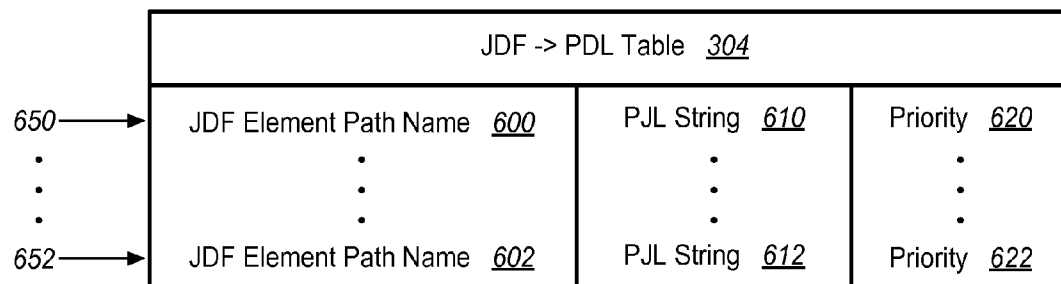 JDF -> PDL Table 304
650 JDF Element Path Name 600 PJL String 610 Priority 620
652 JDF Element Path Name 602 PJL String 612 Priority 622